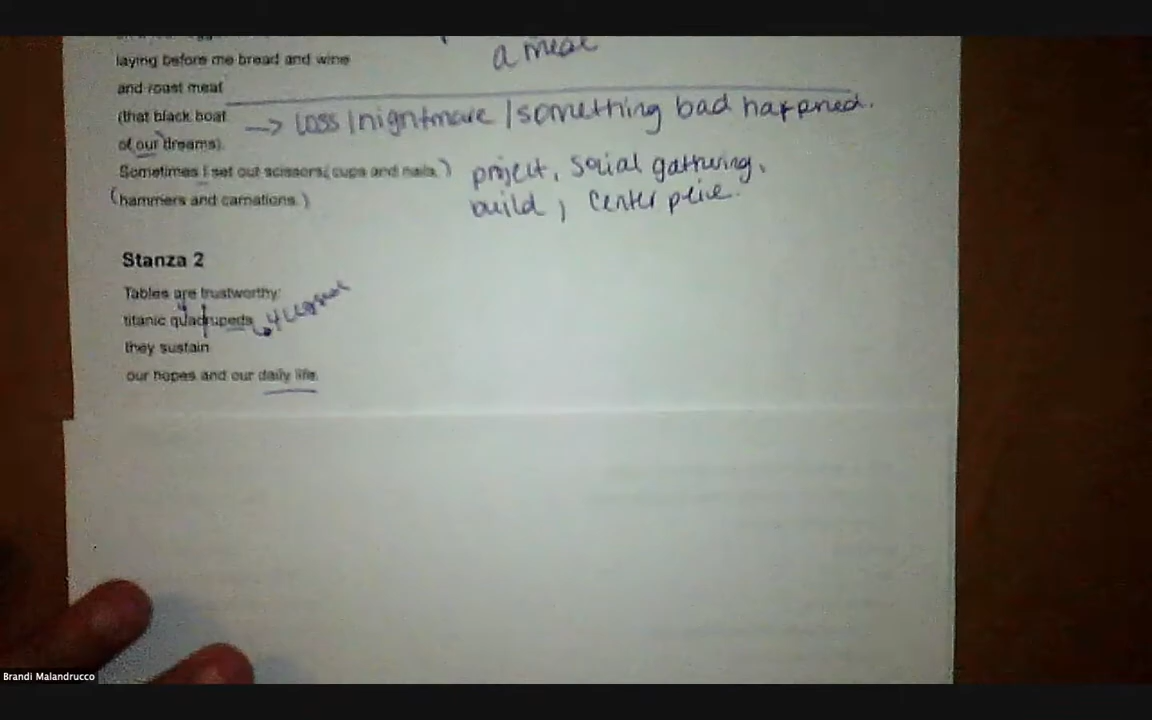 a meal
laying before me bread and wine
and roast meat
(that black boat
of our dreams).
→ Loss/nightmare/something bad happened.
Sometimes I set out scissors, (cups and nails,)
(hammers and carnations.)
project, social gathering,
build, center peice.
Stanza 2
Tables are trustworthy:
titanic quadrupeds,
they sustain
our hopes and our daily life.
Brandi Malandrucco